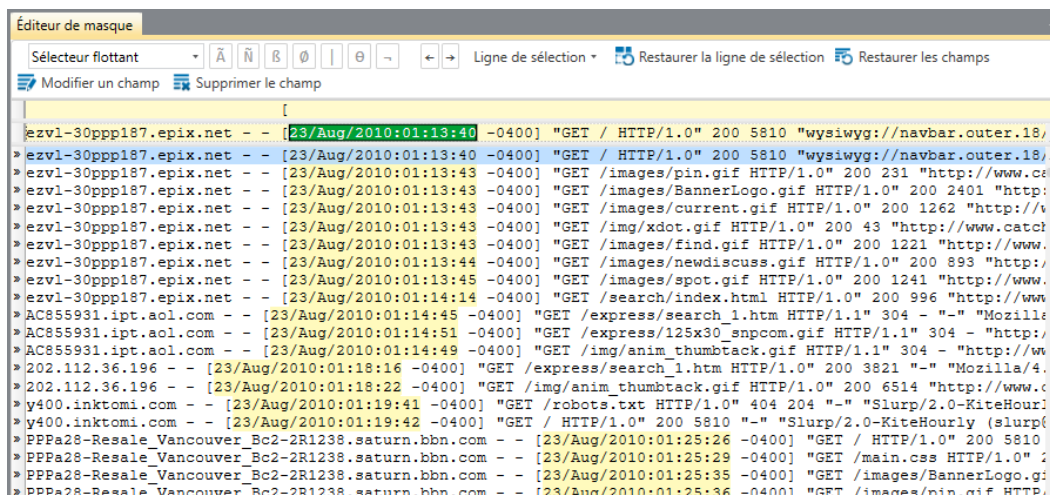 Éditeur de masque
Sélecteur flottant Ã Ñ ß Ø | Ɵ ¬ ← → Ligne de sélection Restaurer la ligne de sélection Restaurer les champs
Modifier un champ Supprimer le champ
[
ezvl-30ppp187.epix.net - - [23/Aug/2010:01:13:40 -0400] "GET / HTTP/1.0" 200 5810 "wysiwyg://navbar.outer.18/
» ezvl-30ppp187.epix.net - - [23/Aug/2010:01:13:40 -0400] "GET / HTTP/1.0" 200 5810 "wysiwyg://navbar.outer.18/
» ezvl-30ppp187.epix.net - - [23/Aug/2010:01:13:43 -0400] "GET /images/pin.gif HTTP/1.0" 200 231 "http://www.ca
» ezvl-30ppp187.epix.net - - [23/Aug/2010:01:13:43 -0400] "GET /images/BannerLogo.gif HTTP/1.0" 200 2401 "http:
» ezvl-30ppp187.epix.net - - [23/Aug/2010:01:13:43 -0400] "GET /images/current.gif HTTP/1.0" 200 1262 "http://w
» ezvl-30ppp187.epix.net - - [23/Aug/2010:01:13:43 -0400] "GET /img/xdot.gif HTTP/1.0" 200 43 "http://www.catch
» ezvl-30ppp187.epix.net - - [23/Aug/2010:01:13:43 -0400] "GET /images/find.gif HTTP/1.0" 200 1221 "http://www.
» ezvl-30ppp187.epix.net - - [23/Aug/2010:01:13:44 -0400] "GET /images/newdiscuss.gif HTTP/1.0" 200 893 "http:/
» ezvl-30ppp187.epix.net - - [23/Aug/2010:01:13:45 -0400] "GET /images/spot.gif HTTP/1.0" 200 1241 "http://www.
» ezvl-30ppp187.epix.net - - [23/Aug/2010:01:14:14 -0400] "GET /search/index.html HTTP/1.0" 200 996 "http://www
» AC855931.ipt.aol.com - - [23/Aug/2010:01:14:45 -0400] "GET /express/search_1.htm HTTP/1.1" 304 - "-" "Mozilla
» AC855931.ipt.aol.com - - [23/Aug/2010:01:14:51 -0400] "GET /express/125x30_snpcom.gif HTTP/1.1" 304 - "http:/
» AC855931.ipt.aol.com - - [23/Aug/2010:01:14:49 -0400] "GET /img/anim_thumbtack.gif HTTP/1.1" 304 - "http://ww
» 202.112.36.196 - - [23/Aug/2010:01:18:16 -0400] "GET /express/search_1.htm HTTP/1.0" 200 3821 "-" "Mozilla/4.
» 202.112.36.196 - - [23/Aug/2010:01:18:22 -0400] "GET /img/anim_thumbtack.gif HTTP/1.0" 200 6514 "http://www.c
» y400.inktomi.com - - [23/Aug/2010:01:19:41 -0400] "GET /robots.txt HTTP/1.0" 404 204 "-" "Slurp/2.0-KiteHourl
» y400.inktomi.com - - [23/Aug/2010:01:19:42 -0400] "GET / HTTP/1.0" 200 5810 "-" "Slurp/2.0-KiteHourly (slurp@
» PPPa28-Resale_Vancouver_Bc2-2R1238.saturn.bbn.com - - [23/Aug/2010:01:25:26 -0400] "GET / HTTP/1.0" 200 5810
» PPPa28-Resale_Vancouver_Bc2-2R1238.saturn.bbn.com - - [23/Aug/2010:01:25:29 -0400] "GET /main.css HTTP/1.0" 2
» PPPa28-Resale_Vancouver_Bc2-2R1238.saturn.bbn.com - - [23/Aug/2010:01:25:35 -0400] "GET /images/BannerLogo.gi
» PPPa28-Resale_Vancouver_Bc2-2R1238.saturn.bbn.com - - [23/Aug/2010:01:25:36 -0400] "GET /images/pin.gif HTTP/